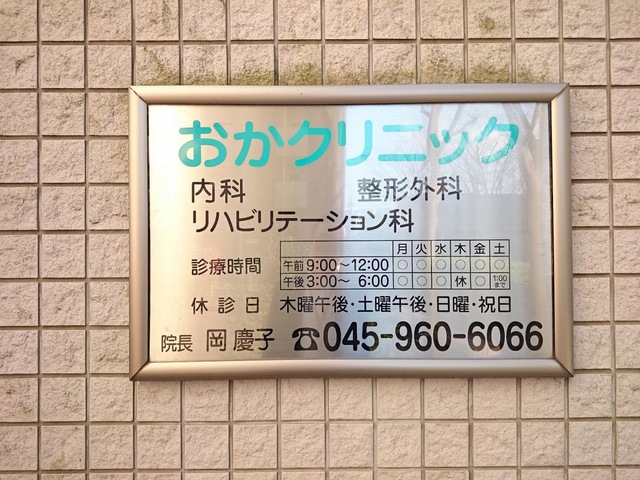 おかクリニック
内科 整形外科
リハビリテーション科
診療時間 月 火 水 木 金 土
午前 9:00～12:00 ○ ○ ○ ○ ○ ○
午後 3:00～ 6:00 ○ ○ ○ 休 ○ 1:00まで
休診日 木曜午後・土曜午後・日曜・祝日
院長 岡慶子 ☎045-960-6066